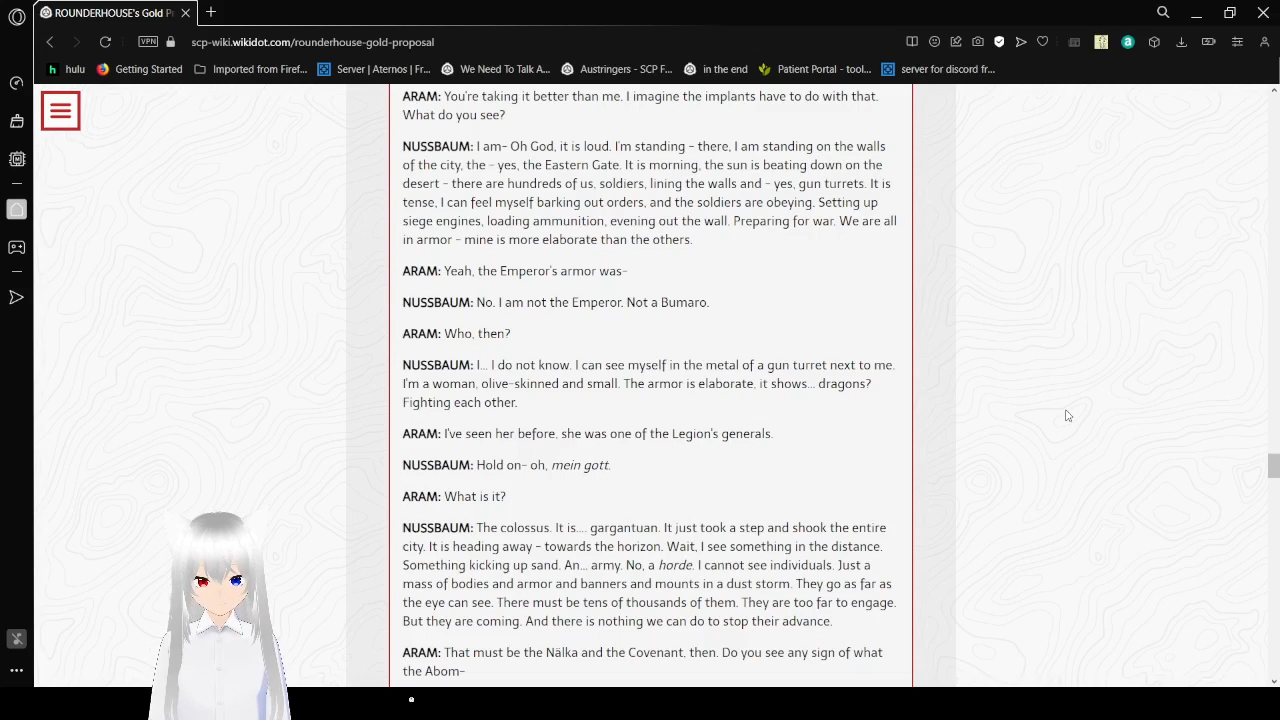 ROUNDERHOUSE's Gold P
VPN scp-wiki.wikidot.com/rounderhouse-gold-proposal
h hulu Getting Started Imported from Firef... Server | Aternos | Fr... We Need To Talk A... Austringers - SCP F... in the end Patient Portal - tool... server for discord fr...
ARAM: You're taking it better than me. I imagine the implants have to do with that.
What do you see?
NUSSBAUM: I am- Oh God, it is loud. I'm standing - there, I am standing on the walls
of the city, the - yes, the Eastern Gate. It is morning, the sun is beating down on the
desert - there are hundreds of us, soldiers, lining the walls and - yes, gun turrets. It is
tense, I can feel myself barking out orders, and the soldiers are obeying. Setting up
siege engines, loading ammunition, evening out the wall. Preparing for war. We are all
in armor - mine is more elaborate than the others.
ARAM: Yeah, the Emperor's armor was-
NUSSBAUM: No. I am not the Emperor. Not a Bumaro.
ARAM: Who, then?
NUSSBAUM: I... I do not know. I can see myself in the metal of a gun turret next to me.
I'm a woman, olive-skinned and small. The armor is elaborate, it shows... dragons?
Fighting each other.
ARAM: I've seen her before, she was one of the Legion's generals.
NUSSBAUM: Hold on- oh, mein gott.
ARAM: What is it?
NUSSBAUM: The colossus. It is.... gargantuan. It just took a step and shook the entire
city. It is heading away - towards the horizon. Wait, I see something in the distance.
Something kicking up sand. An... army. No, a horde. I cannot see individuals. Just a
mass of bodies and armor and banners and mounts in a dust storm. They go as far as
the eye can see. There must be tens of thousands of them. They are too far to engage.
But they are coming. And there is nothing we can do to stop their advance.
ARAM: That must be the Nälka and the Covenant, then. Do you see any sign of what
the Abom-